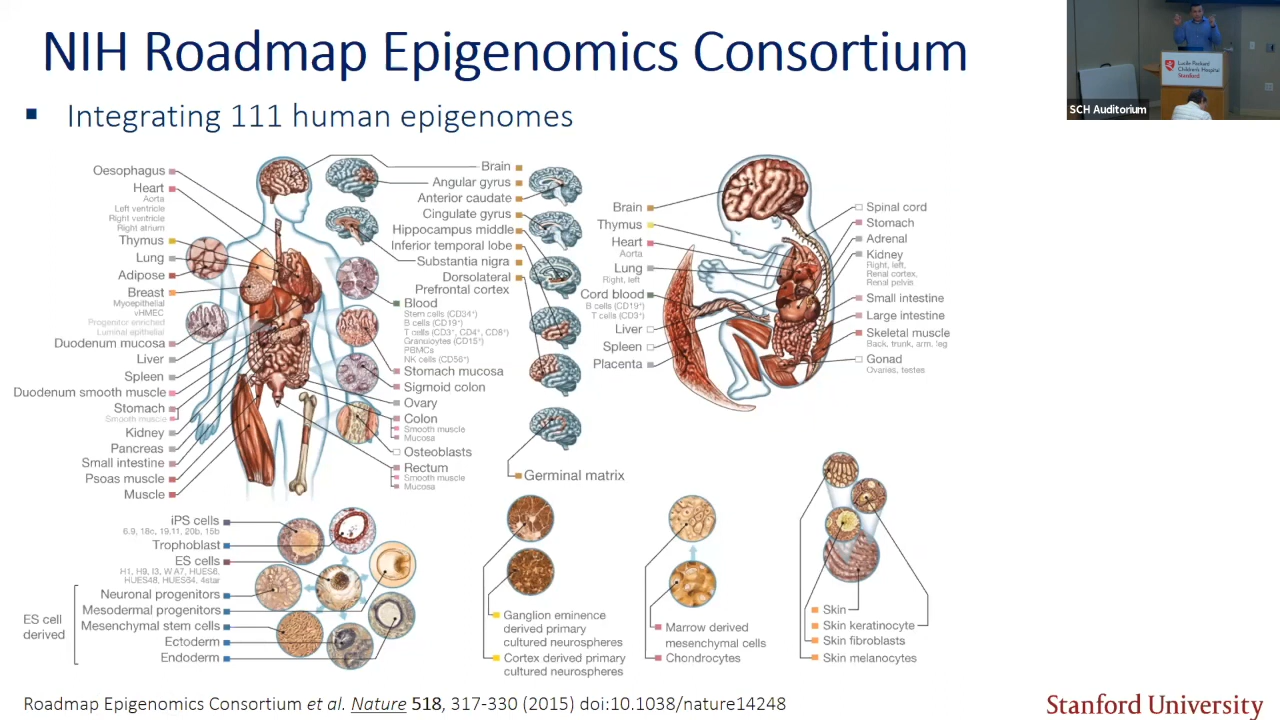 NIH Roadmap Epigenomics Consortium
▪ Integrating 111 human epigenomes
SCH Auditorium
Lucile Packard
Children's Hospital
Stanford
Oesophagus
Heart
Aorta
Left ventricle
Right ventricle
Right atrium
Thymus
Lung
Adipose
Breast
Myoepithelial
vHMEC
Progenitor enriched
Luminal epithelial
Duodenum mucosa
Liver
Spleen
Duodenum smooth muscle
Stomach
Smooth muscle
Kidney
Pancreas
Small intestine
Psoas muscle
Muscle
Brain
Angular gyrus
Anterior caudate
Cingulate gyrus
Hippocampus middle
Inferior temporal lobe
Substantia nigra
Dorsolateral
Prefrontal cortex
Blood
Stem cells (CD34⁺)
B cells (CD19⁺)
T cells (CD3⁺, CD4⁺, CD8⁺)
Granulocytes (CD15⁺)
PBMCs
NK cells (CD56⁺)
Stomach mucosa
Sigmoid colon
Ovary
Colon
Smooth muscle
Mucosa
Osteoblasts
Rectum
Smooth muscle
Mucosa
Germinal matrix
Brain
Thymus
Heart
Aorta
Lung
Right, left
Cord blood
B cells (CD19⁺)
T cells (CD3⁺)
Liver
Spleen
Placenta
Spinal cord
Stomach
Adrenal
Kidney
Right, left,
Renal cortex,
Renal pelvis
Small intestine
Large intestine
Skeletal muscle
Back, trunk, arm, leg
Gonad
Ovaries, testes
iPS cells
6.9, 18c, 19.11, 20b, 15b
Trophoblast
ES cells
H1, H9, I3, WA7, HUES6,
HUES48, HUES64, 4star
ES cell
derived
Neuronal progenitors
Mesodermal progenitors
Mesenchymal stem cells
Ectoderm
Endoderm
Ganglion eminence
derived primary
cultured neurospheres
Cortex derived primary
cultured neurospheres
Marrow derived
mesenchymal cells
Chondrocytes
Skin
Skin keratinocyte
Skin fibroblasts
Skin melanocytes
Roadmap Epigenomics Consortium et al. Nature 518, 317-330 (2015) doi:10.1038/nature14248
Stanford University